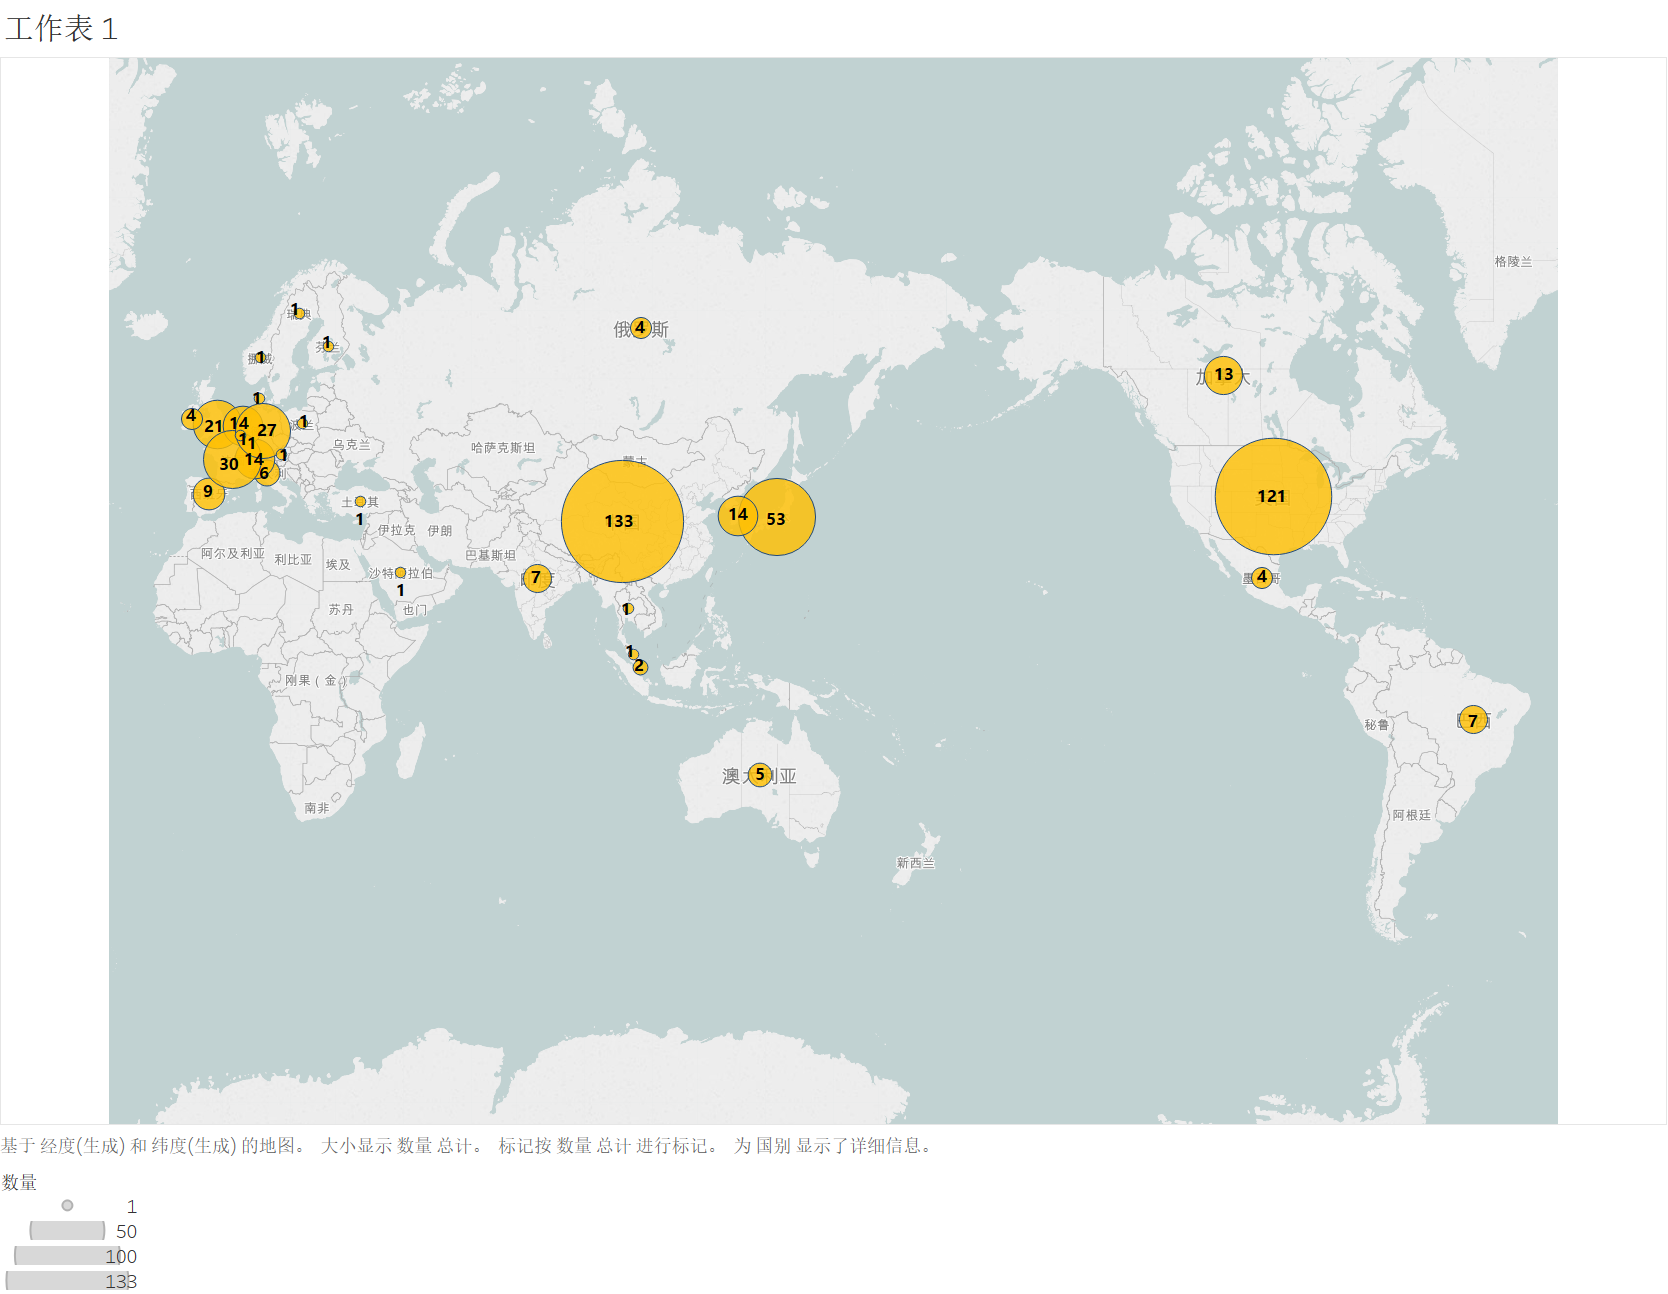 工作表 1
格陵兰
1
1
1
俄 4 斯
13
1
4
21
14
27
1
乌克兰
哈萨克斯坦
11
30
14
1
6
9
133
14
53
121
1
土 其
1
伊拉克
伊朗
巴基斯坦
阿尔及利亚
利比亚
埃及
沙特 拉伯
1
也门
苏丹
7
4
1
1
2
刚果 ( 金 )
秘鲁
7
澳大 5 利亚
南非
阿根廷
新西兰
基于 经度(生成) 和 纬度(生成) 的地图。 大小显示 数量 总计。 标记按 数量 总计 进行标记。 为 国别 显示了详细信息。
数量
1
50
100
133